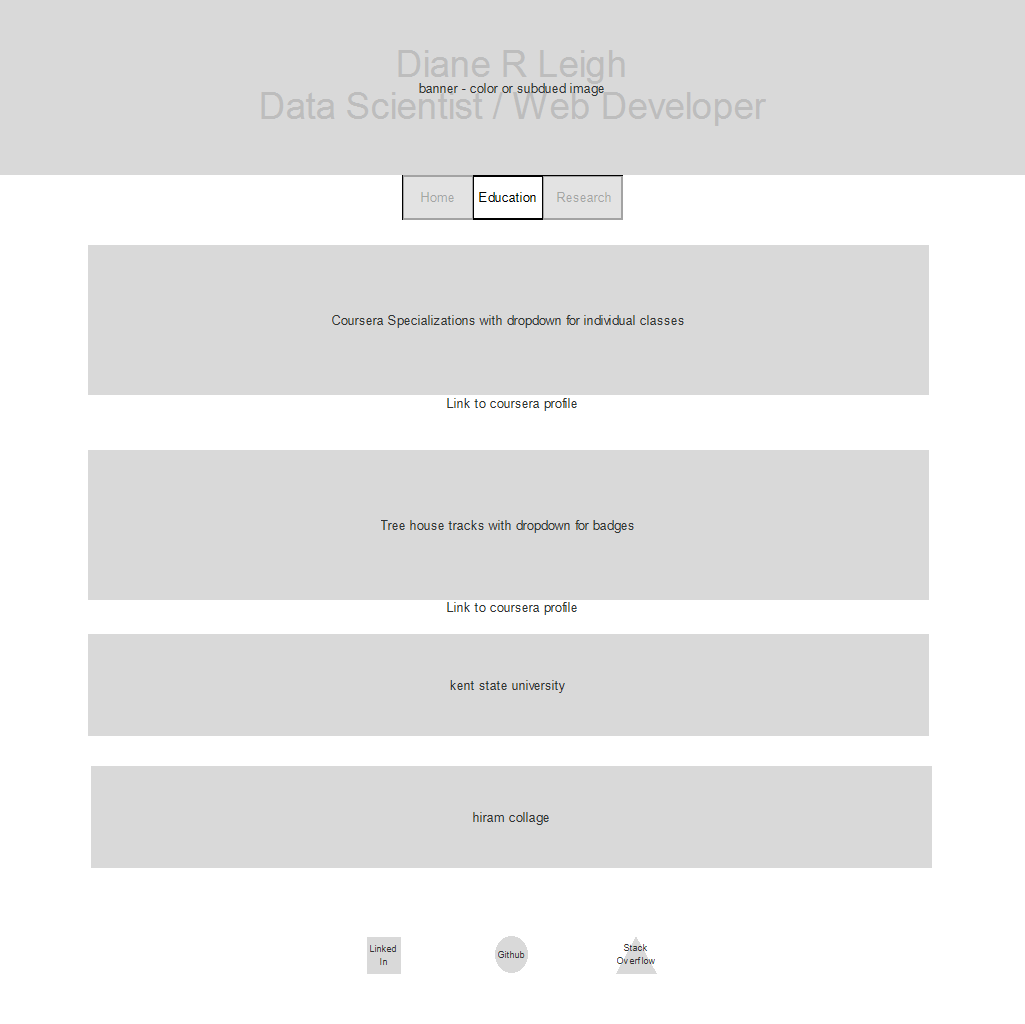 Diane R Leigh
banner - color or subdued image
Data Scientist / Web Developer
Home Education Research
Coursera Specializations with dropdown for individual classes
Link to coursera profile
Tree house tracks with dropdown for badges
Link to coursera profile
kent state university
hiram collage
Linked
In
Github
Stack
Overflow